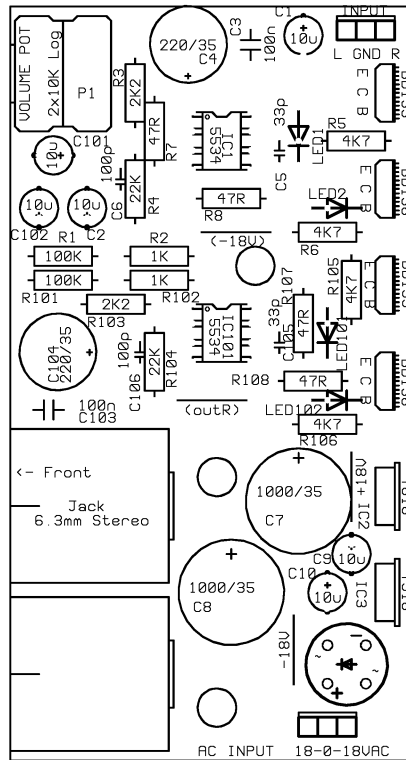 INPUT
L GND R
VOLUME POT
2x10K Log
P1
220/35
C4
C3
100n
C1
10u
R3
2K2
47R
R7
C101
10u
100p
C6
22K
R4
IC1
5534
33p
C5
LED1
R5
4K7
E C B
47R
R8
LED2
4K7
R6
E C B
10u
C102
10u
C2
R1
100K
R2
1K
(-18V)
100K
R101
1K
R102
2K2
R103
R107
47R
R105
4K7
E C B
C104
220/35
100p
C106
22K
R104
IC101
5534
33p
C105
LED101
R108
47R
E C B
100n
C103
(outR)
LED102
4K7
R106
<- Front
Jack
6.3mm Stereo
1000/35
C7
+18V
IC2
C9
10u
1000/35
C8
C10
10u
IC3
-18V
AC INPUT
18-0-18VAC